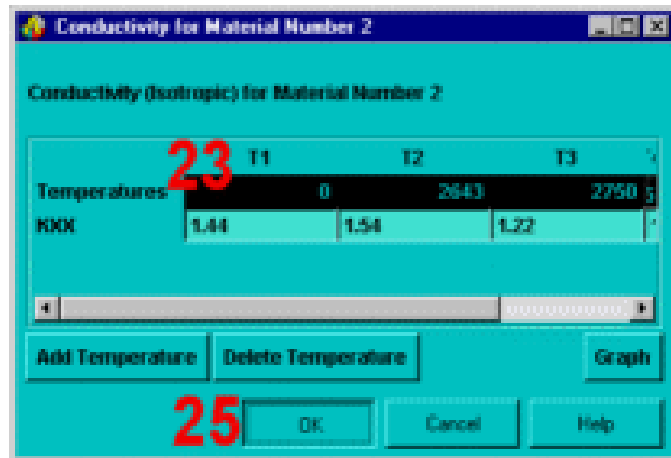 Conductivity for Material Number 2
Conductivity (Isotropic) for Material Number 2
23 T1 T2 T3
Temperatures 0 2643 2750
KXX 1.44 1.54 1.22
Add Temperature Delete Temperature Graph
25 OK Cancel Help